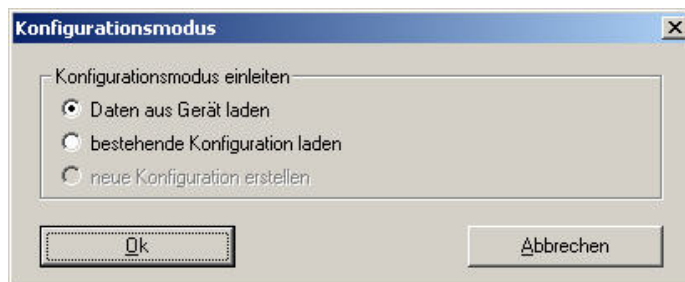 Konfigurationsmodus
Konfigurationsmodus einleiten
Daten aus Gerät laden
bestehende Konfiguration laden
neue Konfiguration erstellen
Ok
Abbrechen